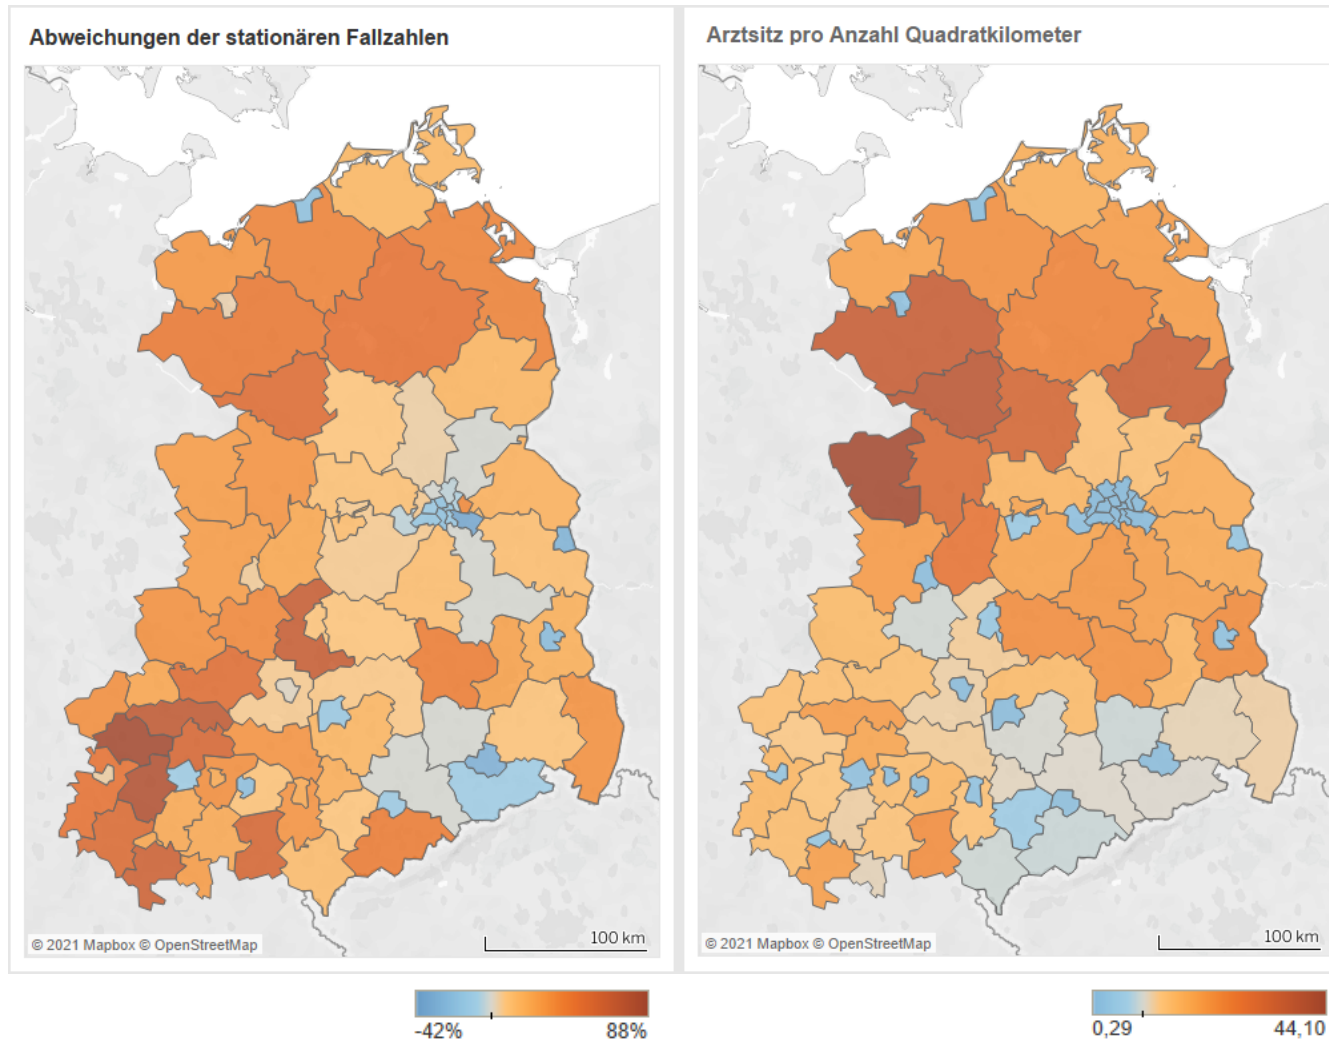 Abweichungen der stationären Fallzahlen
Arztsitz pro Anzahl Quadratkilometer
© 2021 Mapbox © OpenStreetMap
100 km
© 2021 Mapbox © OpenStreetMap
100 km
-42%
88%
0,29
44,10